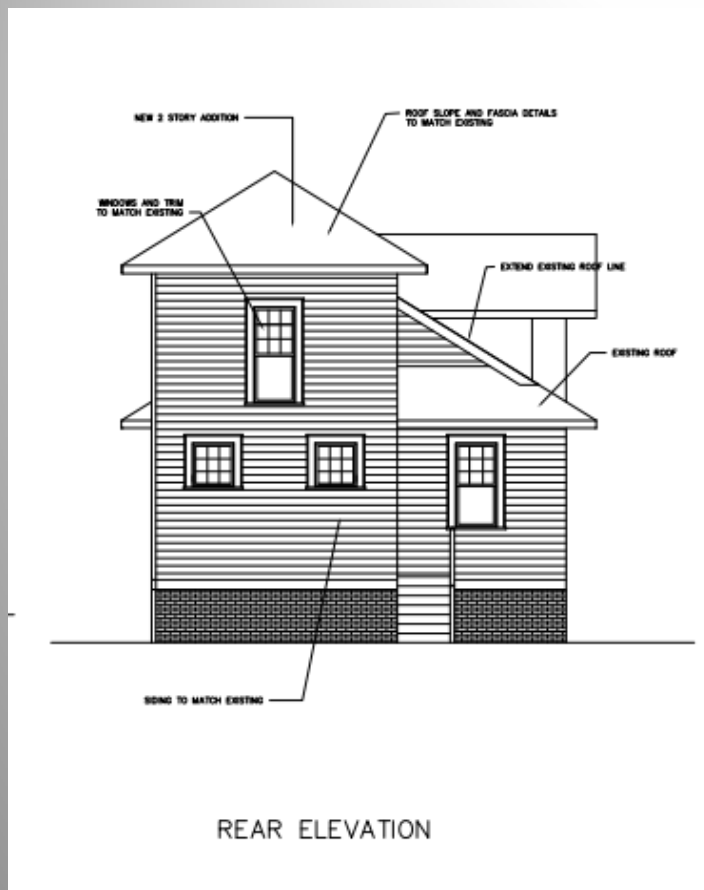 NEW 2 STORY ADDITION
ROOF SLOPE AND FASCIA DETAILS
TO MATCH EXISTING
WINDOWS AND TRIM
TO MATCH EXISTING
EXTEND EXISTING ROOF LINE
EXISTING ROOF
SIDING TO MATCH EXISTING
REAR ELEVATION